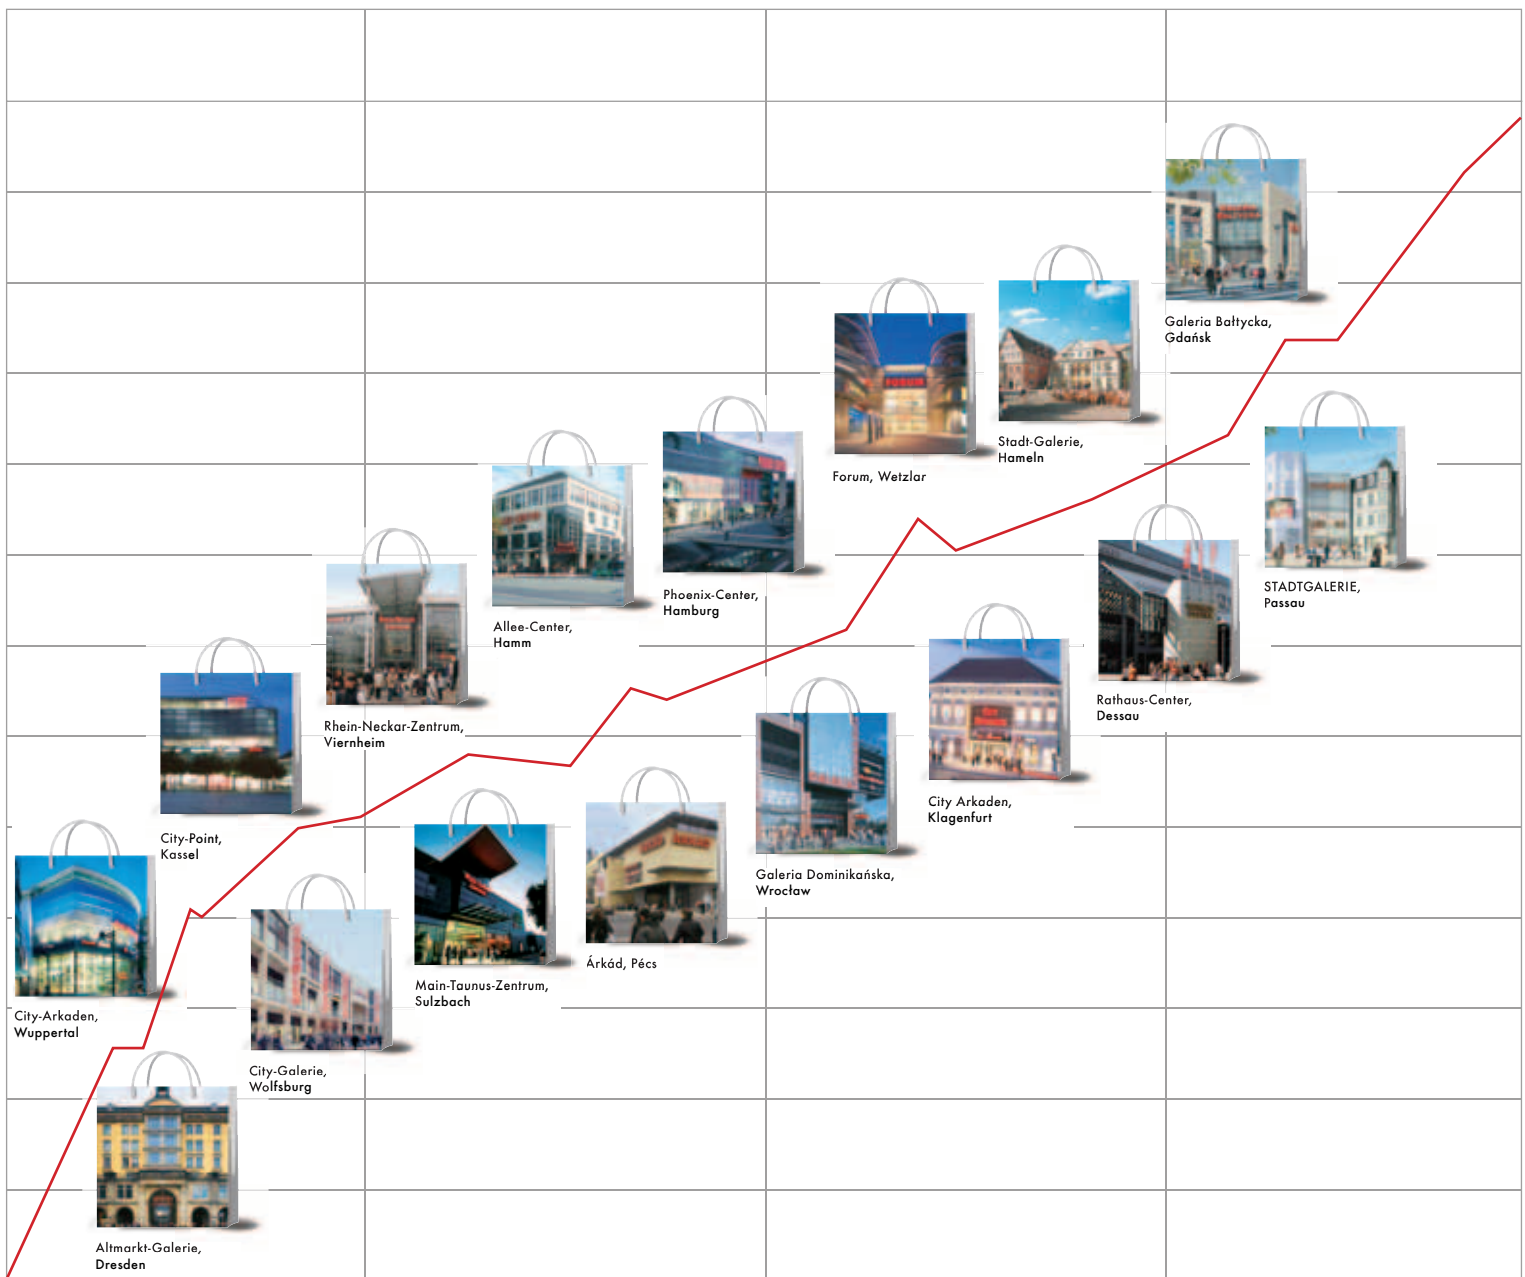 Galeria Bałtycka,
Gdańsk
Stadt-Galerie,
Hameln
Forum, Wetzlar
FORUM
STADTGALERIE,
Passau
Phoenix-Center,
Hamburg
Allee-Center,
Hamm
Rathaus-Center,
Dessau
Rhein-Neckar-Zentrum,
Viernheim
City Arkaden,
Klagenfurt
City-Point,
Kassel
Galeria Dominikańska,
Wrocław
Árkád, Pécs
Main-Taunus-Zentrum,
Sulzbach
City-Arkaden,
Wuppertal
City-Galerie,
Wolfsburg
Altmarkt-Galerie,
Dresden